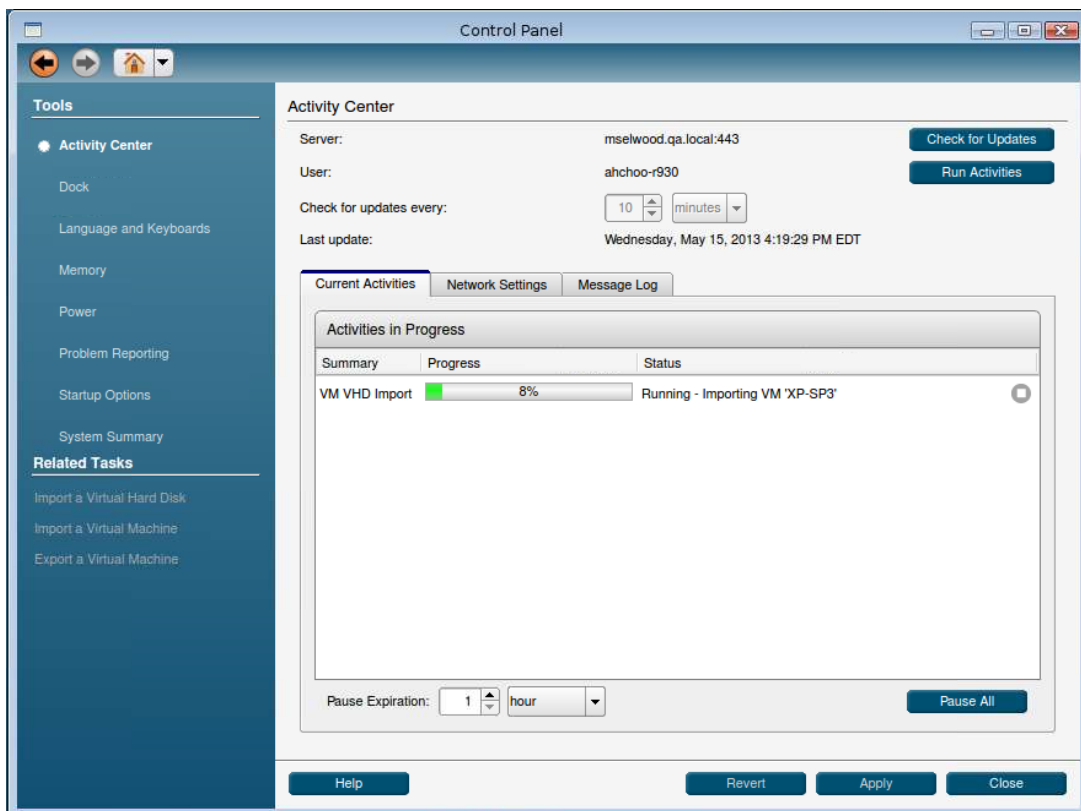 Control Panel
Tools
Activity Center
Dock
Language and Keyboards
Memory
Power
Problem Reporting
Startup Options
System Summary
Related Tasks
Import a Virtual Hard Disk
Import a Virtual Machine
Export a Virtual Machine
Activity Center
Server: mselwood.qa.local:443 Check for Updates
User: ahchoo-r930 Run Activities
Check for updates every: 10 minutes
Last update: Wednesday, May 15, 2013 4:19:29 PM EDT
Current Activities Network Settings Message Log
Activities in Progress
Summary Progress Status
VM VHD Import 8% Running - Importing VM 'XP-SP3'
Pause Expiration: 1 hour Pause All
Help Revert Apply Close